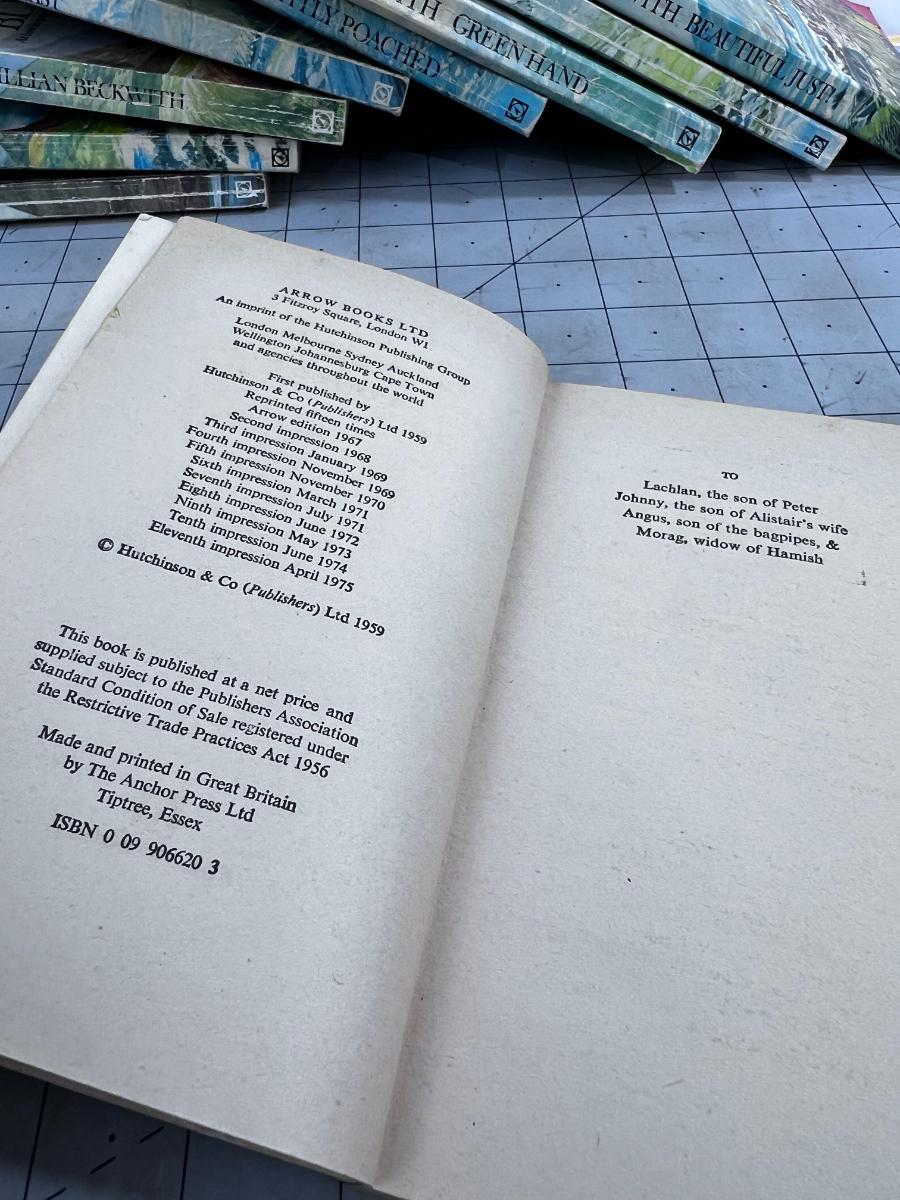 LIGHTLY POACHED
GREEN HAND
BEAUTIFUL JUST!
LILLIAN BECKWITH
ARROW BOOKS LTD
3 Fitzroy Square, London W1
An imprint of the Hutchinson Publishing Group
London Melbourne Sydney Auckland
Wellington Johannesburg Cape Town
and agencies throughout the world
First published by
Hutchinson & Co (Publishers) Ltd 1959
Reprinted fifteen times
Arrow edition 1967
Second impression 1968
Third impression January 1969
Fourth impression November 1969
Fifth impression November 1970
Sixth impression March 1971
Seventh impression July 1971
Eighth impression June 1972
Ninth impression May 1973
Tenth impression June 1974
Eleventh impression April 1975
© Hutchinson & Co (Publishers) Ltd 1959
This book is published at a net price and
supplied subject to the Publishers Association
Standard Condition of Sale registered under
the Restrictive Trade Practices Act 1956
Made and printed in Great Britain
by The Anchor Press Ltd
Tiptree, Essex
ISBN 0 09 906620 3
TO
Lachlan, the son of Peter
Johnny, the son of Alistair's wife
Angus, son of the bagpipes, &
Morag, widow of Hamish